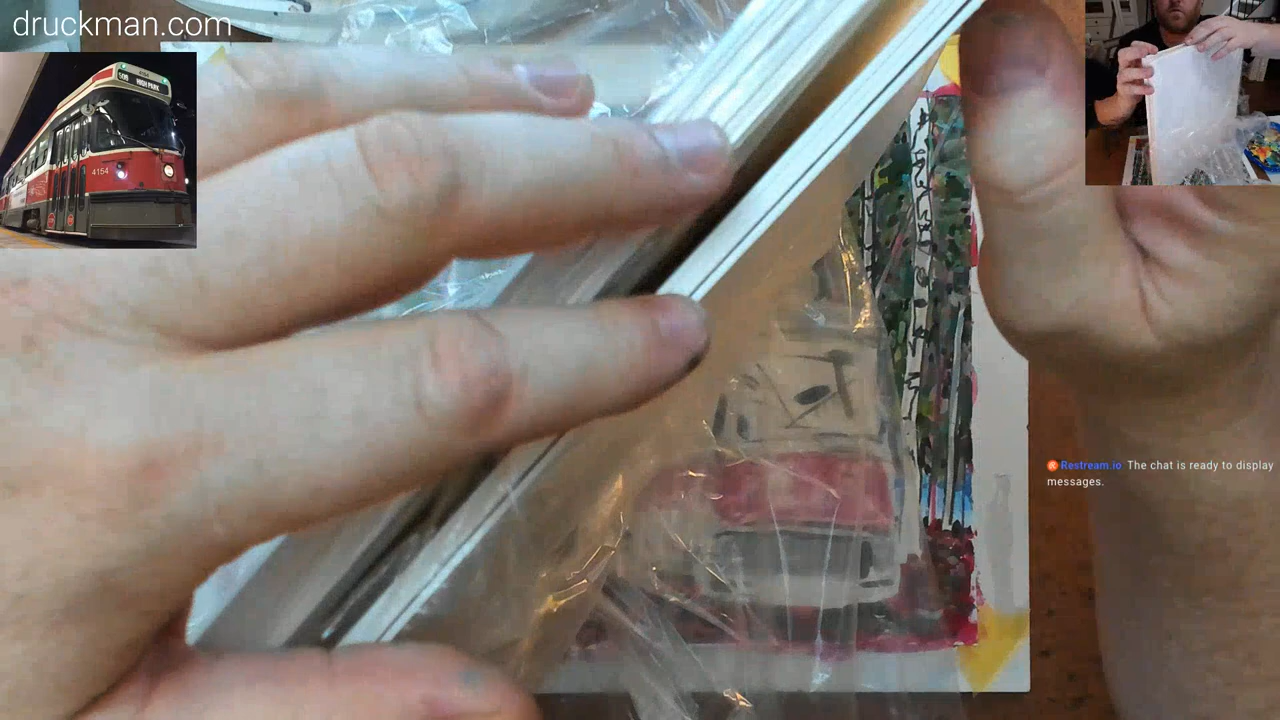 druckman.com
506 HIGH PARK
4154
Restream.io The chat is ready to display
messages.